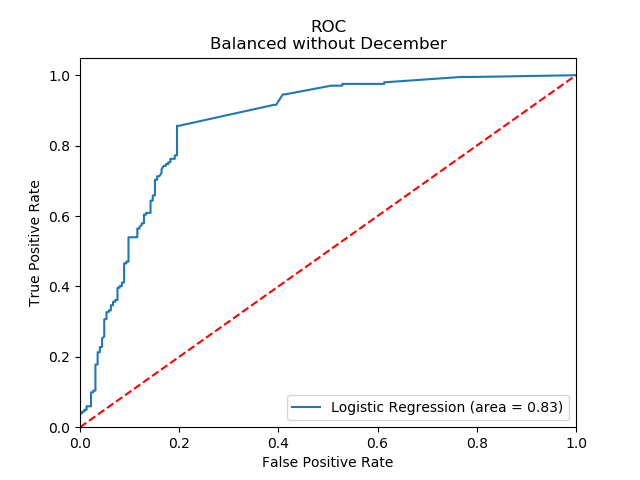 ROC
Balanced without December
1.0
0.8
0.6
0.4
0.2
0.0
True Positive Rate
Logistic Regression (area = 0.83)
0.0 0.2 0.4 0.6 0.8 1.0
False Positive Rate